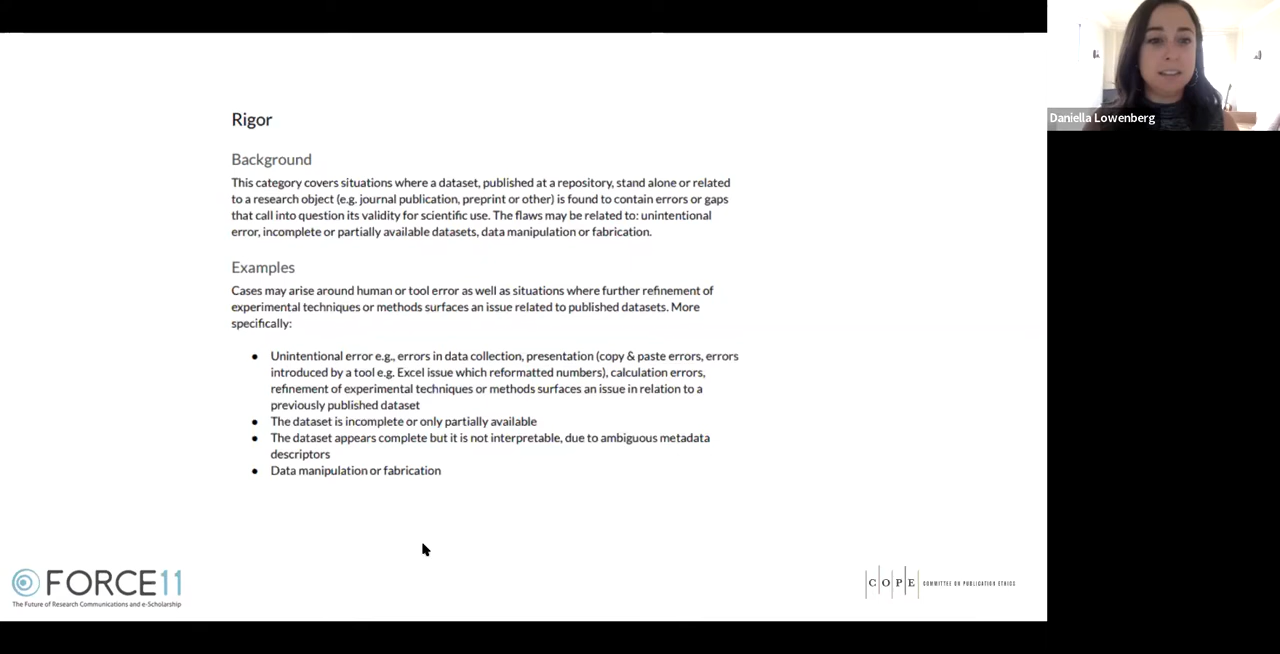 Rigor
Background
This category covers situations where a dataset, published at a repository, stand alone or related
to a research object (e.g. journal publication, preprint or other) is found to contain errors or gaps
that call into question its validity for scientific use. The flaws may be related to: unintentional
error, incomplete or partially available datasets, data manipulation or fabrication.
Examples
Cases may arise around human or tool error as well as situations where further refinement of
experimental techniques or methods surfaces an issue related to published datasets. More
specifically:
● Unintentional error e.g., errors in data collection, presentation (copy & paste errors, errors
introduced by a tool e.g. Excel issue which reformatted numbers), calculation errors,
refinement of experimental techniques or methods surfaces an issue in relation to a
previously published dataset
● The dataset is incomplete or only partially available
● The dataset appears complete but it is not interpretable, due to ambiguous metadata
descriptors
● Data manipulation or fabrication
FORCE11
The Future of Research Communications and e-Scholarship
COPE COMMITTEE ON PUBLICATION ETHICS
Daniella Lowenberg